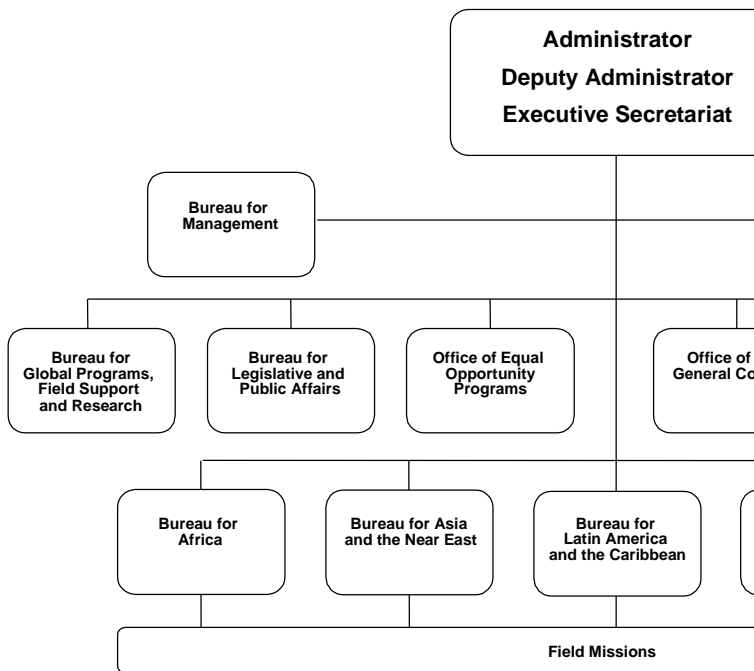 Administrator
Deputy Administrator
Executive Secretariat
Bureau for
Management
Bureau for
Global Programs,
Field Support
and Research
Bureau for
Legislative and
Public Affairs
Office of Equal
Opportunity
Programs
Office of
General Co
Bureau for
Africa
Bureau for Asia
and the Near East
Bureau for
Latin America
and the Caribbean
Field Missions